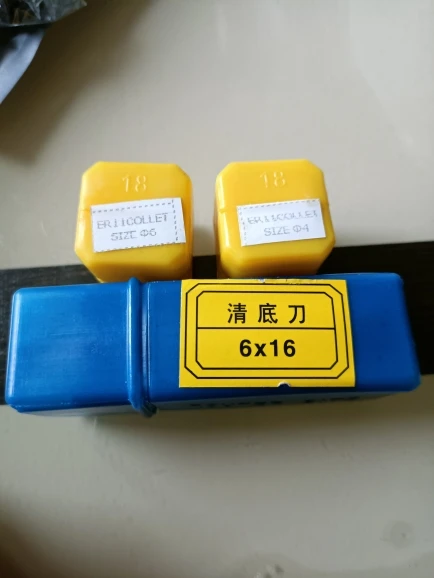 18
ER11COLLET
SIZE Φ6
18
ER11COLLET
SIZE Φ4
清底刀
6x16